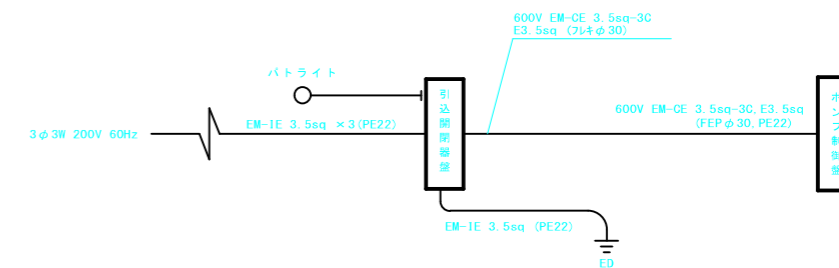 600V EM-CE 3.5sq-3C
E3.5sq (フレキφ30)
パトライト
3φ3W 200V 60Hz
EM-IE 3.5sq ×3(PE22)
引込開閉器盤
600V EM-CE 3.5sq-3C,E3.5sq
(FEPφ30,PE22)
ポンプ制御盤
EM-IE 3.5sq (PE22)
ED